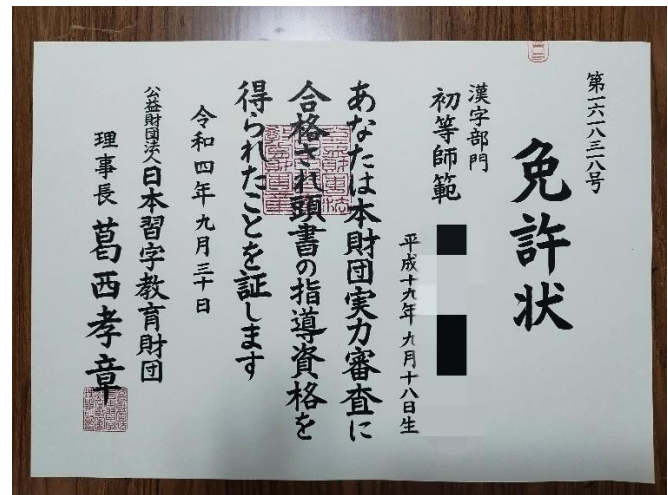 第一六一八三一八号
免許状
漢字部門
初等師範
平成十九年九月十八日生
あなたは本財団実力審査に
合格され頭書の指導資格を
得られたことを証します
令和四年九月三十日
公益財団法人日本習字教育財団
理事長 葛西孝章